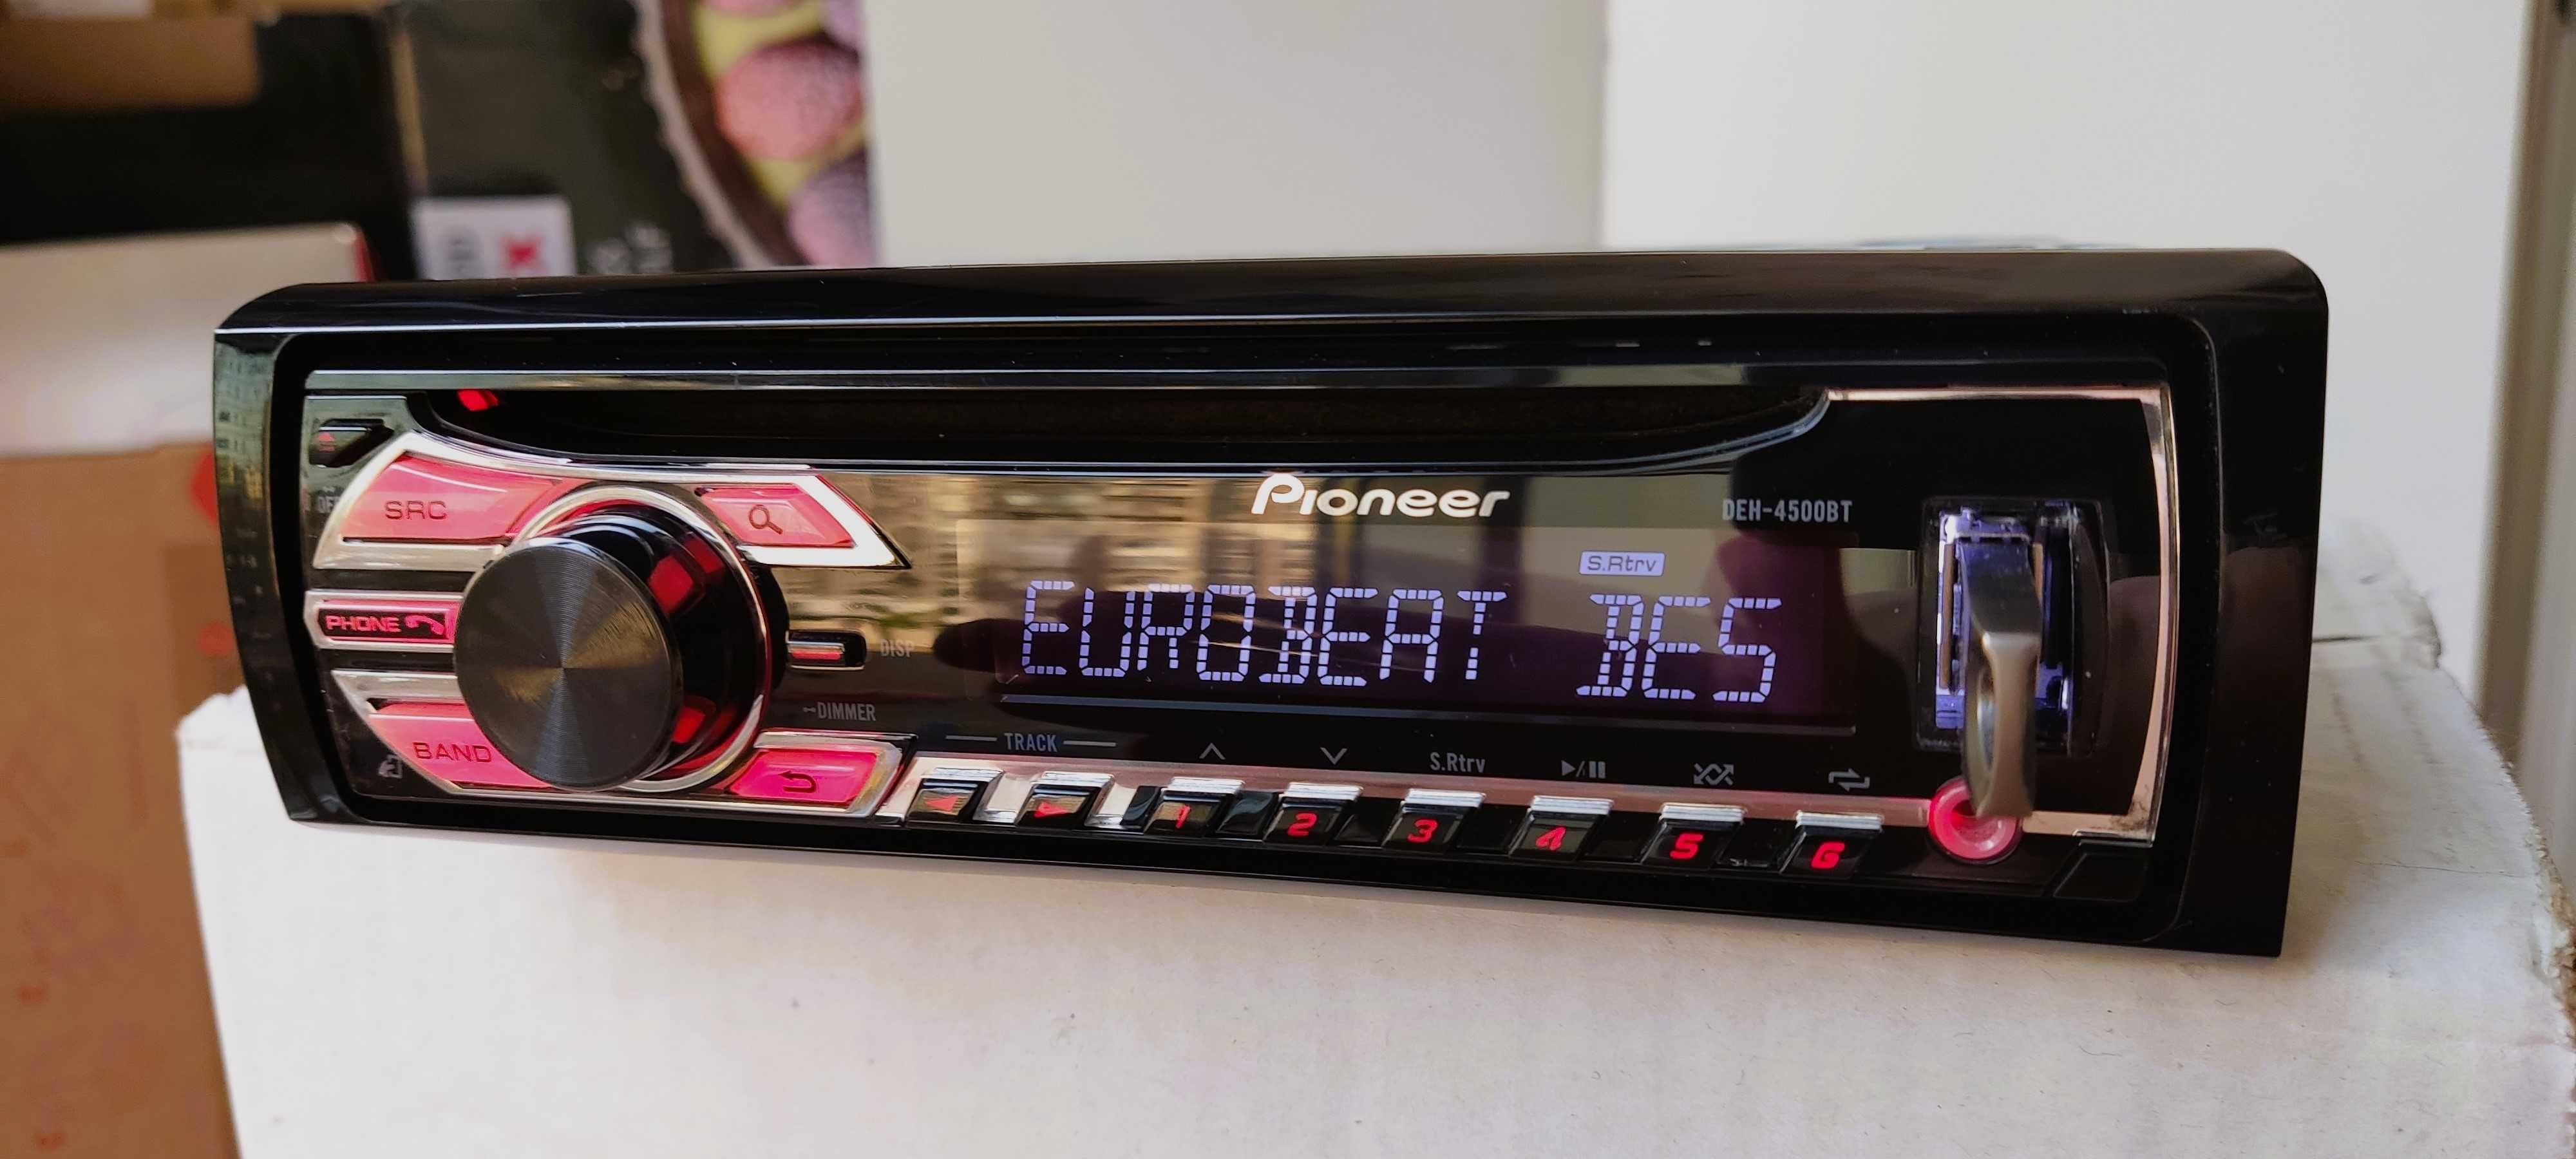 Pioneer
DEH-4500BT
SRC
S.Rtrv
EUROBEAT BES
PHONE
DISP
DIMMER
BAND
TRACK
S.Rtrv
1 2 3 4 5 6